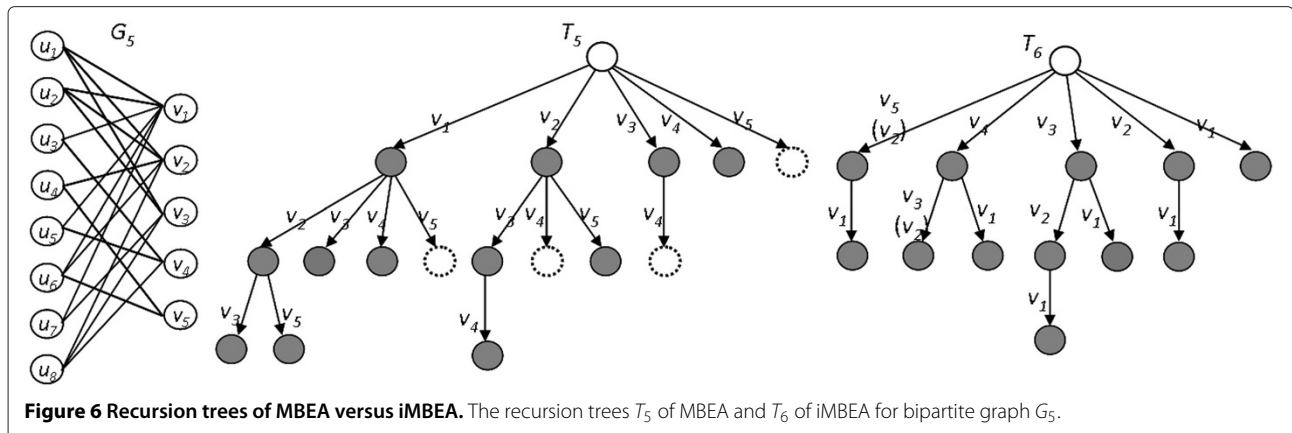 G5
u1
u2
u3
u4
u5
u6
u7
u8
v1
v2
v3
v4
v5
T5
v1
v2
v3
v4
v5
v2
v3
v4
v5
v3
v4
v5
v4
v3
v5
v4
T6
v5
(v2)
v4
v3
v2
v1
v1
v3
(v2)
v1
v2
v1
v1
v1
Figure 6 Recursion trees of MBEA versus iMBEA. The recursion trees T5 of MBEA and T6 of iMBEA for bipartite graph G5.